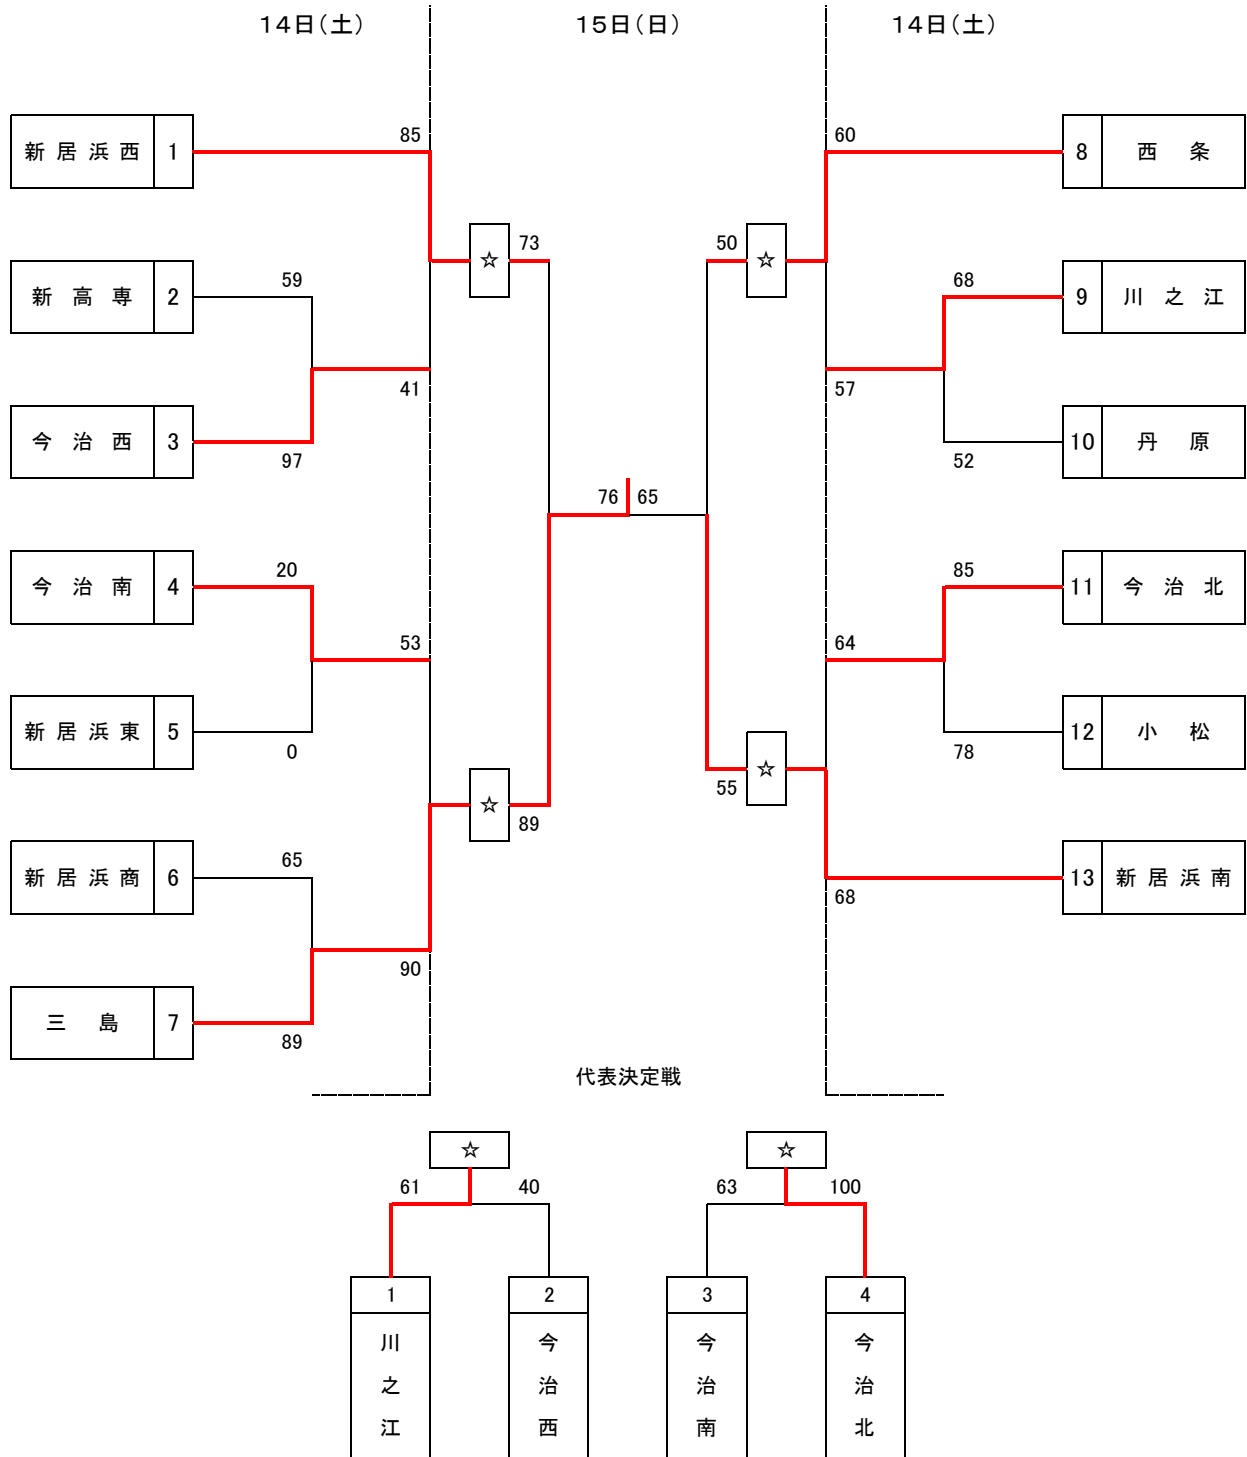 14日(土) 15日(日) 14日(土)
85 60
新居浜西 1 8 西条
☆ 73 50 ☆
新高専 2 59 68 9 川之江
41 57
今治西 3 10 丹原
97 52
76 65
今治南 4 20 85 11 今治北
53 64
新居浜東 5 12 小松
0 78
☆
55
☆
89
新居浜商 6 65 13 新居浜南
68
90
三島 7
89
代表決定戦
☆ ☆
61 40 63 100
1 2 3 4
川之江 今治西 今治南 今治北